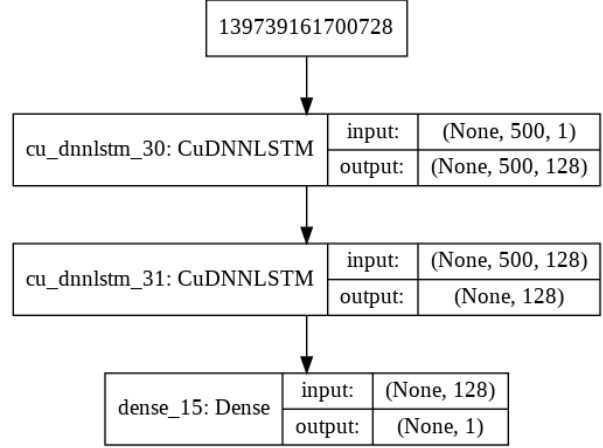 139739161700728
cu_dnnlstm_30: CuDNNLSTM
input: (None, 500, 1)
output: (None, 500, 128)
cu_dnnlstm_31: CuDNNLSTM
input: (None, 500, 128)
output: (None, 128)
dense_15: Dense
input: (None, 128)
output: (None, 1)